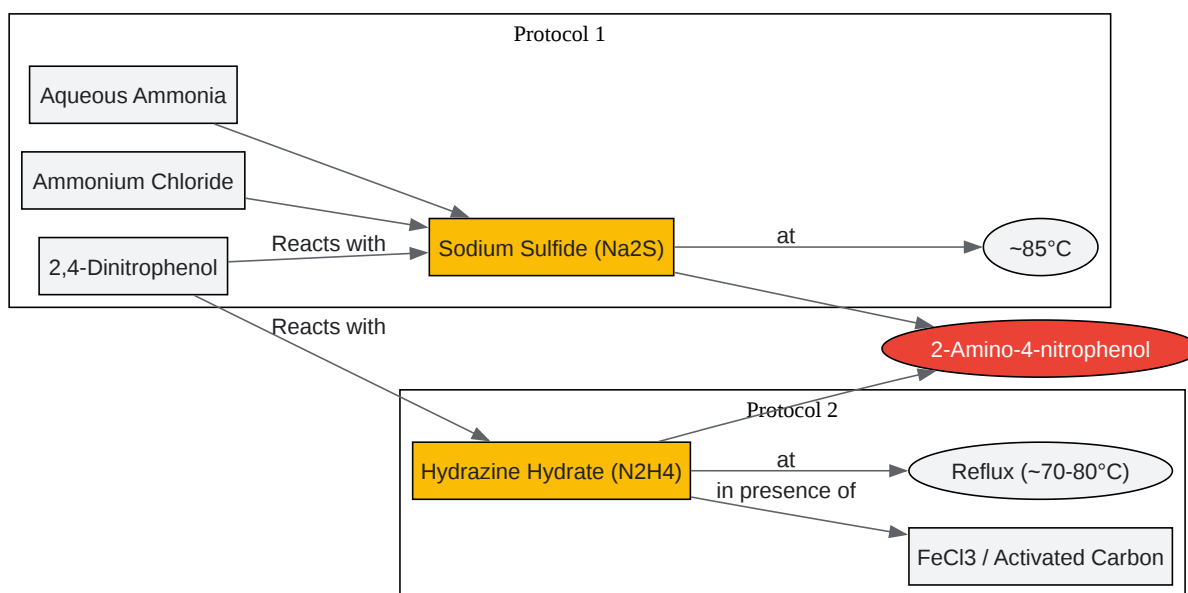 Protocol 1
Aqueous Ammonia
Ammonium Chloride
2,4-Dinitrophenol
Reacts with
Sodium Sulfide (Na2S)
at
~85°C
Reacts with
2-Amino-4-nitrophenol
Protocol 2
Hydrazine Hydrate (N2H4)
at
Reflux (~70-80°C)
in presence of
FeCl3 / Activated Carbon